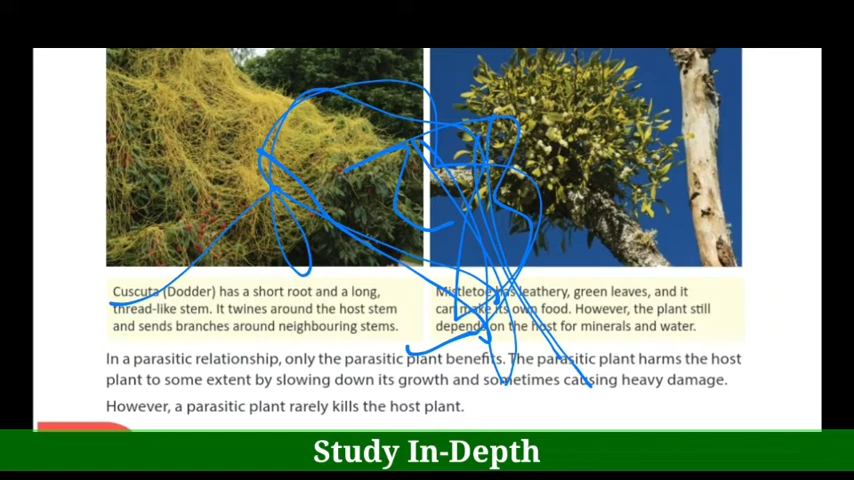 Cuscuta (Dodder) has a short root and a long,
thread-like stem. It twines around the host stem
and sends branches around neighbouring stems.
Mistletoe has leathery, green leaves, and it
can make its own food. However, the plant still
depends on the host for minerals and water.
In a parasitic relationship, only the parasitic plant benefits. The parasitic plant harms the host
plant to some extent by slowing down its growth and sometimes causing heavy damage.
However, a parasitic plant rarely kills the host plant.
Study In-Depth